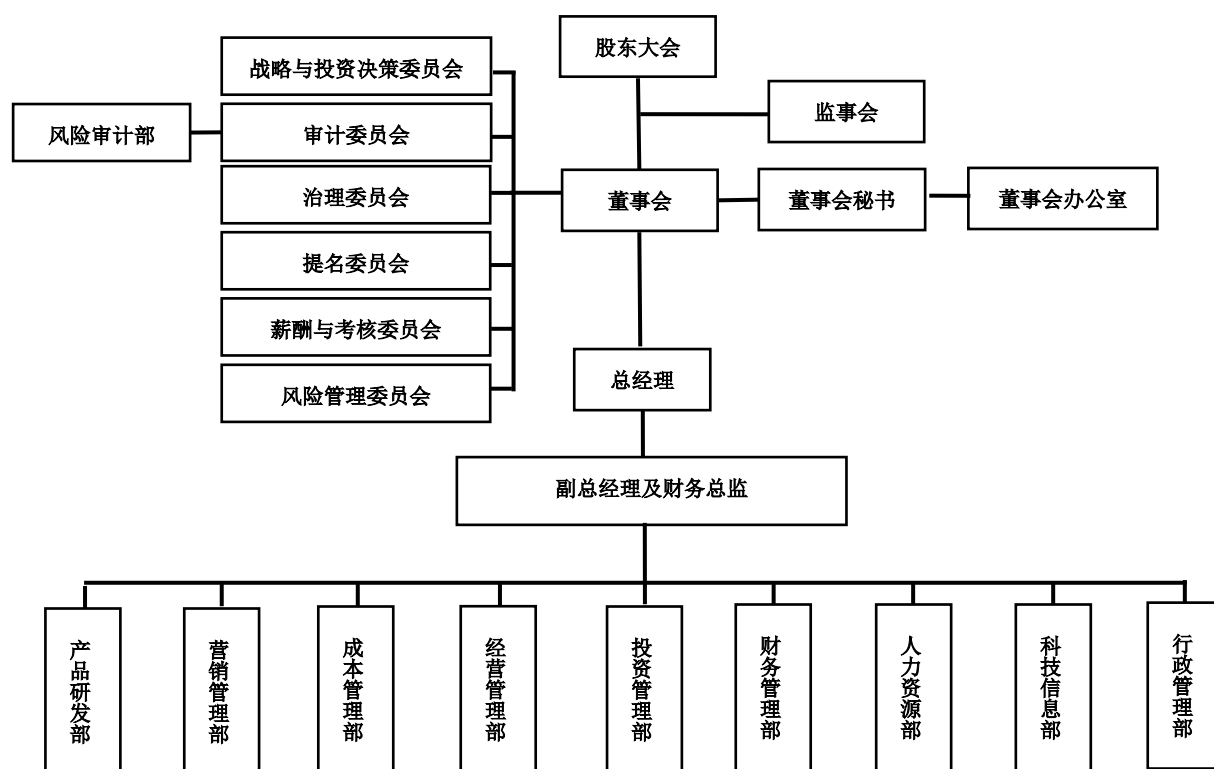 股东大会
战略与投资决策委员会
监事会
风险审计部
审计委员会
治理委员会
董事会
董事会秘书
董事会办公室
提名委员会
薪酬与考核委员会
总经理
风险管理委员会
副总经理及财务总监
产品研发部
营销管理部
成本管理部
经营管理部
投资管理部
财务管理部
人力资源部
科技信息部
行政管理部